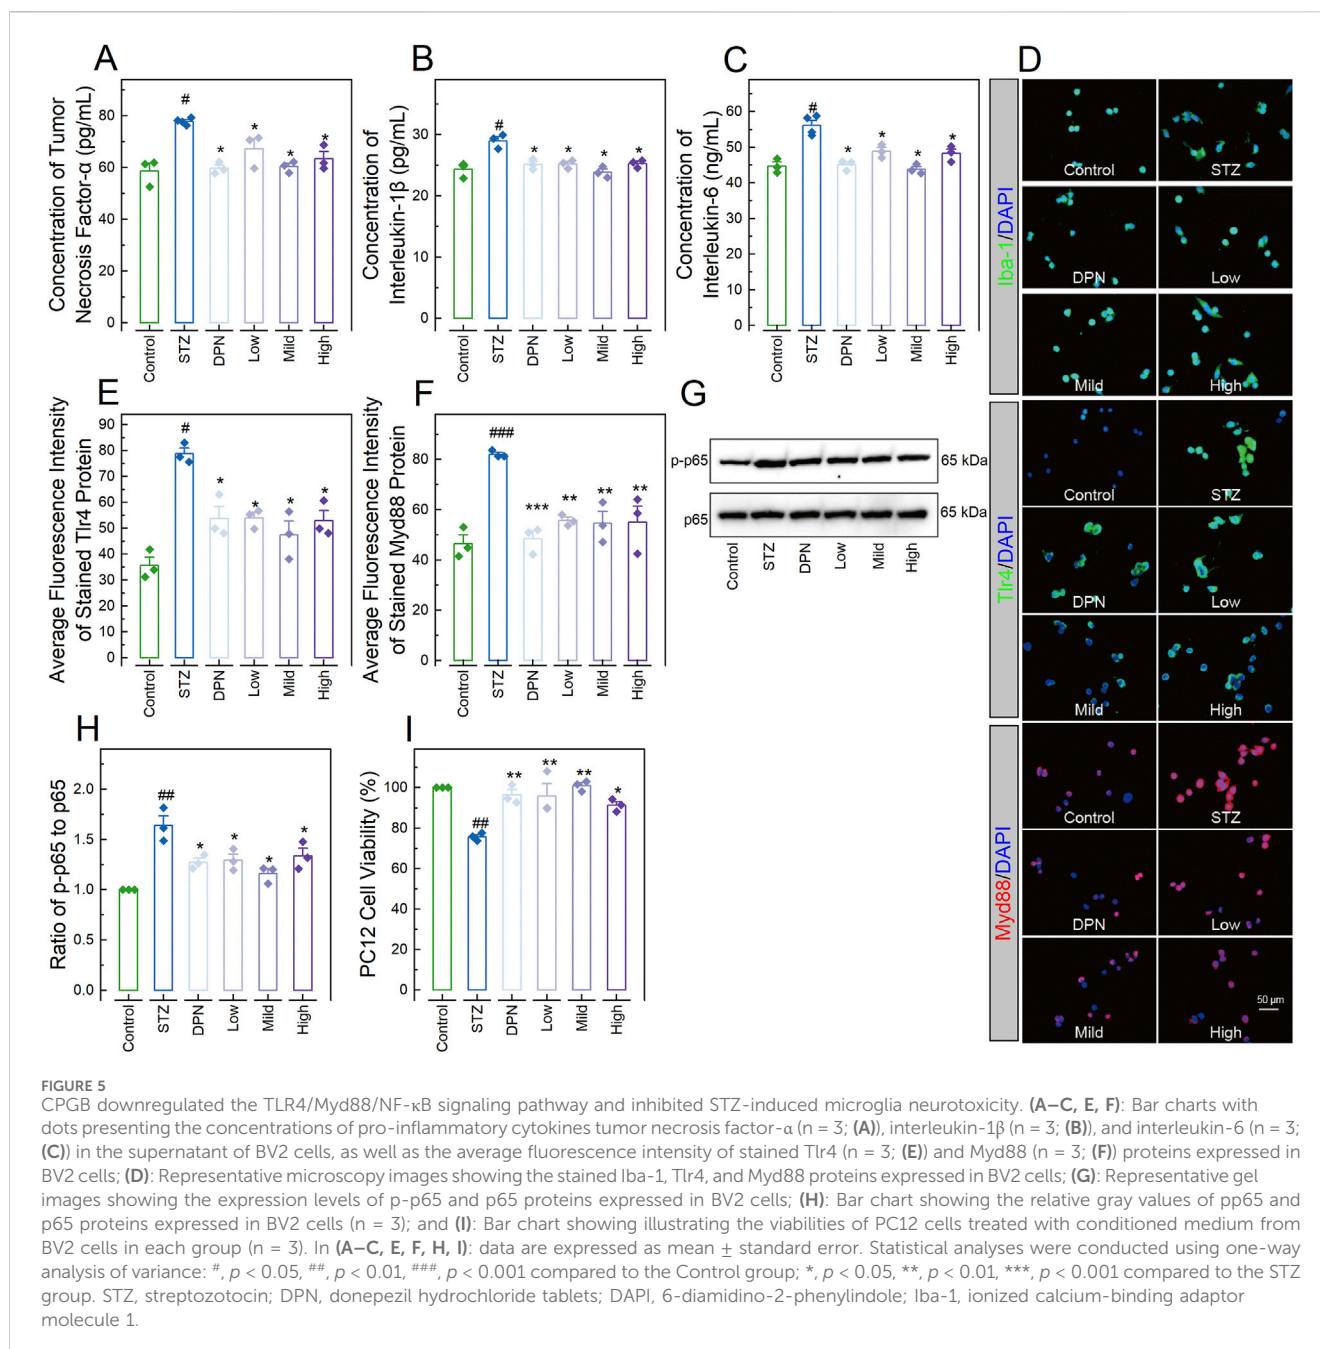 A
Concentration of Tumor
Necrosis Factor-α (pg/mL)
80
60
40
20
0
#
*
*
*
*
Control
STZ
DPN
Low
Mild
High
B
Concentration of
Interleukin-1β (pg/mL)
30
20
10
0
#
*
*
*
*
Control
STZ
DPN
Low
Mild
High
C
Concentration of
Interleukin-6 (ng/mL)
60
50
40
30
20
10
0
#
*
*
*
*
Control
STZ
DPN
Low
Mild
High
D
Iba-1/DAPI
Control
STZ
DPN
Low
Mild
High
Tlr4/DAPI
Control
STZ
DPN
Low
Mild
High
Myd88/DAPI
Control
STZ
DPN
Low
Mild
High
50 μm
E
Average Fluorescence Intensity
of Stained Tlr4 Protein
90
80
70
60
50
40
30
20
10
0
#
*
*
*
*
Control
STZ
DPN
Low
Mild
High
F
Average Fluorescence Intensity
of Stained Myd88 Protein
80
60
40
20
0
###
***
**
**
**
Control
STZ
DPN
Low
Mild
High
G
p-p65
65 kDa
p65
65 kDa
Control
STZ
DPN
Low
Mild
High
H
Ratio of p-p65 to p65
2.0
1.5
1.0
0.5
0.0
##
*
*
*
*
Control
STZ
DPN
Low
Mild
High
I
PC12 Cell Viability (%)
100
80
60
40
20
0
##
**
**
**
*
Control
STZ
DPN
Low
Mild
High
FIGURE 5
CPGB downregulated the TLR4/Myd88/NF-κB signaling pathway and inhibited STZ-induced microglia neurotoxicity. (A–C, E, F): Bar charts with
dots presenting the concentrations of pro-inflammatory cytokines tumor necrosis factor-α (n = 3; (A)), interleukin-1β (n = 3; (B)), and interleukin-6 (n = 3;
(C)) in the supernatant of BV2 cells, as well as the average fluorescence intensity of stained Tlr4 (n = 3; (E)) and Myd88 (n = 3; (F)) proteins expressed in
BV2 cells; (D): Representative microscopy images showing the stained Iba-1, Tlr4, and Myd88 proteins expressed in BV2 cells; (G): Representative gel
images showing the expression levels of p-p65 and p65 proteins expressed in BV2 cells; (H): Bar chart showing the relative gray values of pp65 and
p65 proteins expressed in BV2 cells (n = 3); and (I): Bar chart showing illustrating the viabilities of PC12 cells treated with conditioned medium from
BV2 cells in each group (n = 3). In (A–C, E, F, H, I): data are expressed as mean ± standard error. Statistical analyses were conducted using one-way
analysis of variance: #, p < 0.05, ##, p < 0.01, ###, p < 0.001 compared to the Control group; *, p < 0.05, **, p < 0.01, ***, p < 0.001 compared to the STZ
group. STZ, streptozotocin; DPN, donepezil hydrochloride tablets; DAPI, 6-diamidino-2-phenylindole; Iba-1, ionized calcium-binding adaptor
molecule 1.